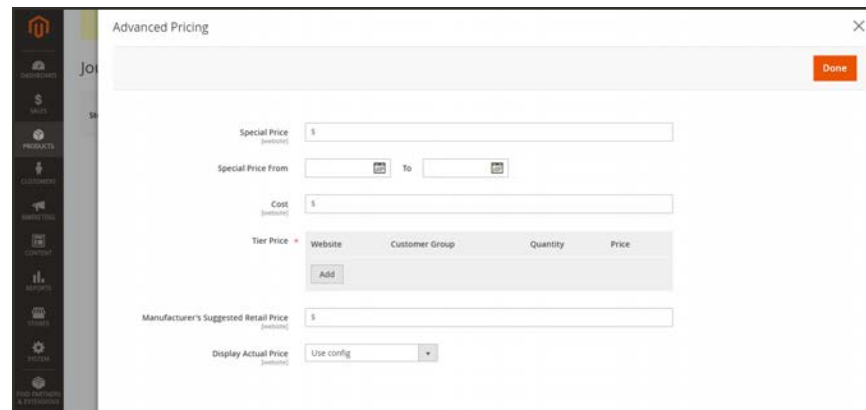 Advanced Pricing
Done
Jou
DASHBOARD
SALES
PRODUCTS
CUSTOMERS
MARKETING
CONTENT
REPORTS
STORES
SYSTEM
FIND PARTNERS
& EXTENSIONS
Special Price
[website]
$
Special Price From
To
Cost
[website]
$
Tier Price *
Website Customer Group Quantity Price
Add
Manufacturer's Suggested Retail Price
[website]
$
Display Actual Price
[website]
Use config